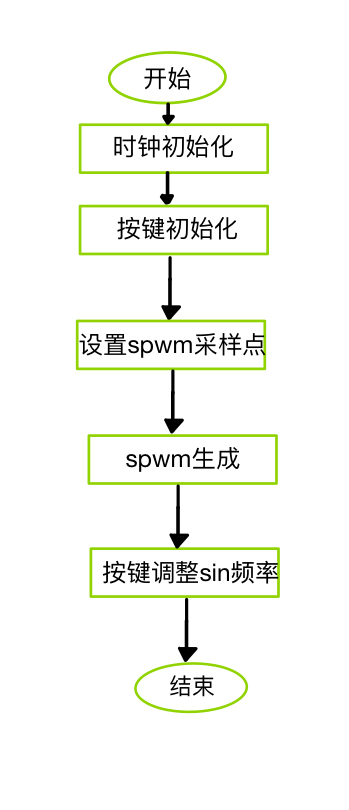 开始
时钟初始化
按键初始化
设置spwm采样点
spwm生成
按键调整sin频率
结束